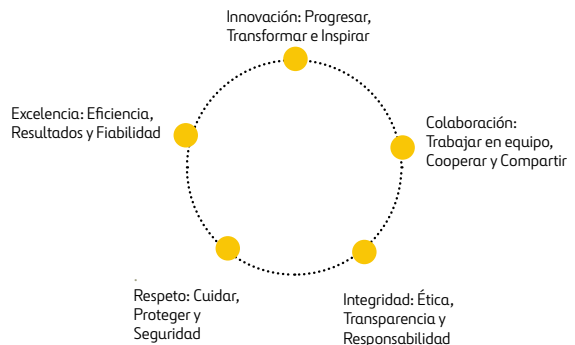 Innovación: Progresar,
Transformar e Inspirar
Excelencia: Eficiencia,
Resultados y Fiabilidad
Colaboración:
Trabajar en equipo,
Cooperar y Compartir
Respeto: Cuidar,
Proteger y
Seguridad
Integridad: Ética,
Transparencia y
Responsabilidad